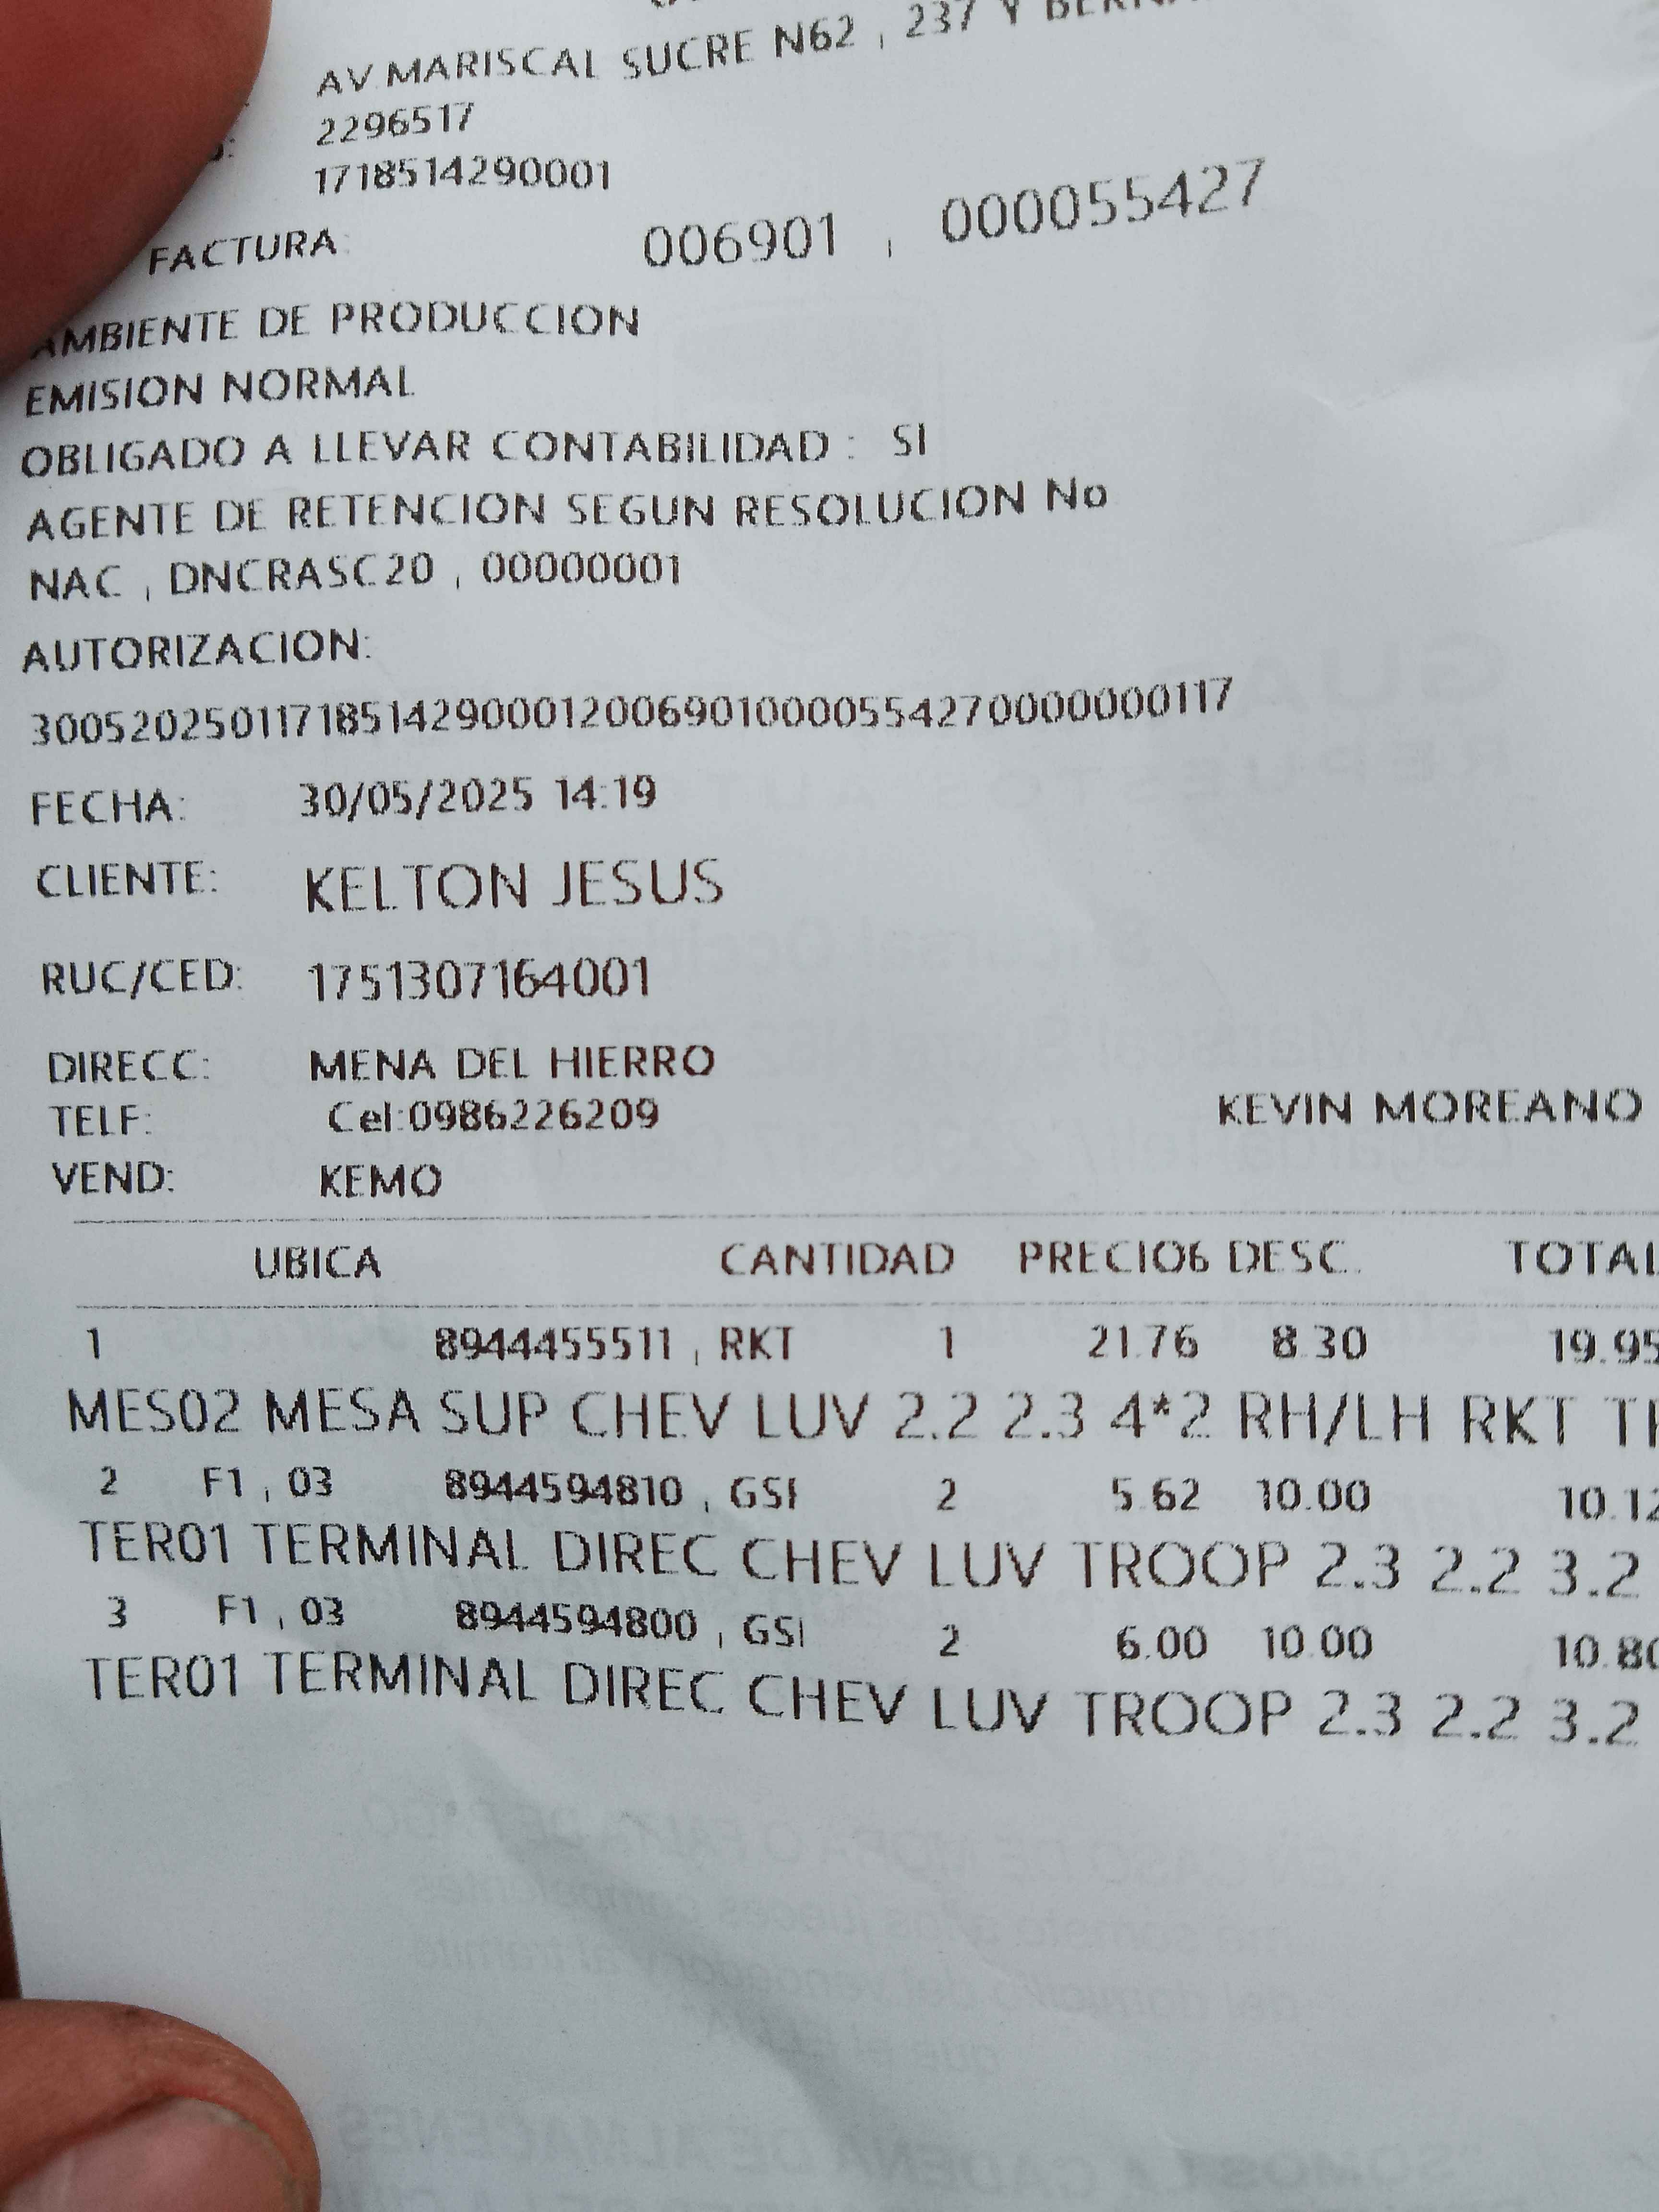 AV.MARISCAL SUCRE N62 , 237 Y
2296517
1718514290001
FACTURA: 006901 , 000055427
AMBIENTE DE PRODUCCION
EMISION NORMAL
OBLIGADO A LLEVAR CONTABILIDAD : SI
AGENTE DE RETENCION SEGUN RESOLUCION No
NAC , DNCRASC20 , 00000001
AUTORIZACION:
3005202501171851429000120069010000554270000000117
FECHA: 30/05/2025 14:19
CLIENTE: KELTON JESUS
RUC/CED: 1751307164001
DIRECC: MENA DEL HIERRO
TELF: Cel:0986226209 KEVIN MOREANO
VEND: KEMO
UBICA CANTIDAD PRECIO6 DESC. TOTAL
1 8944455511 , RKT 1 21.76 8.30 19.95
MES02 MESA SUP CHEV LUV 2.2 2.3 4*2 RH/LH RKT
2 F1 , 03 8944594810 , GSI 2 5.62 10.00 10.12
TER01 TERMINAL DIREC CHEV LUV TROOP 2.3 2.2 3.2
3 F1 , 03 8944594800 , GSI 2 6.00 10.00 10.80
TER01 TERMINAL DIREC CHEV LUV TROOP 2.3 2.2 3.2